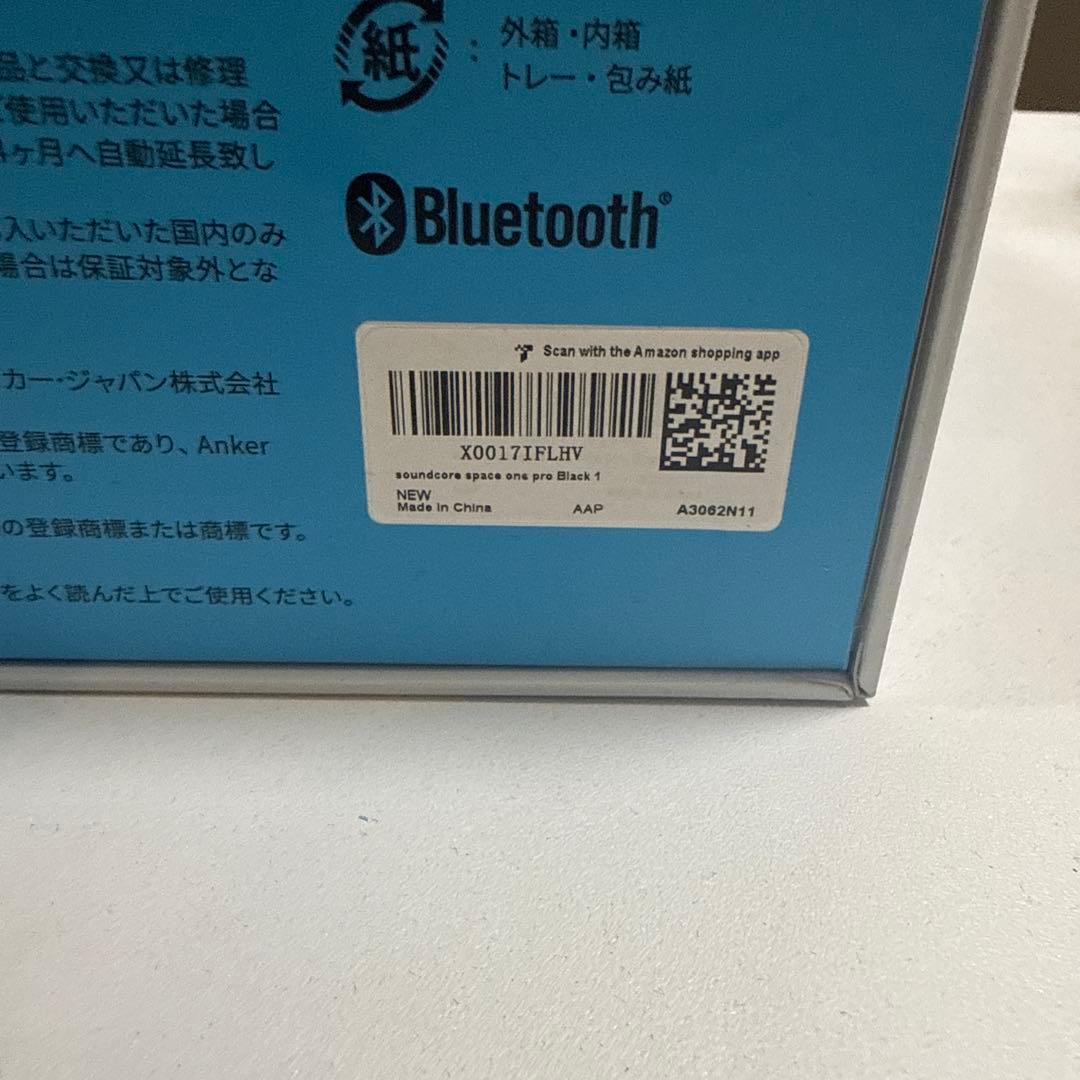 品と交換又は修理
ご使用いただいた場合
ヶ月へ自動延長致し
入いただいた国内のみ
場合は保証対象外とな
カー・ジャパン株式会社
登録商標であり、Anker
います。
の登録商標または商標です。
をよく読んだ上でご使用ください。
紙 : 外箱・内箱
トレー・包み紙
Bluetooth®
Scan with the Amazon shopping app
X0017IFLHV
soundcore space one pro Black 1
NEW
Made in China AAP A3062N11